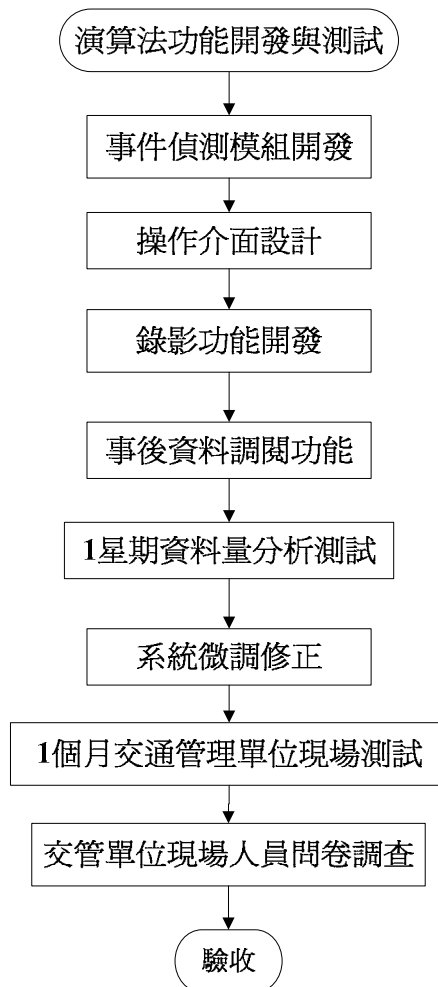 演算法功能開發與測試
事件偵測模組開發
操作介面設計
錄影功能開發
事後資料調閱功能
1星期資料量分析測試
系統微調修正
1個月交通管理單位現場測試
交管單位現場人員問卷調查
驗收